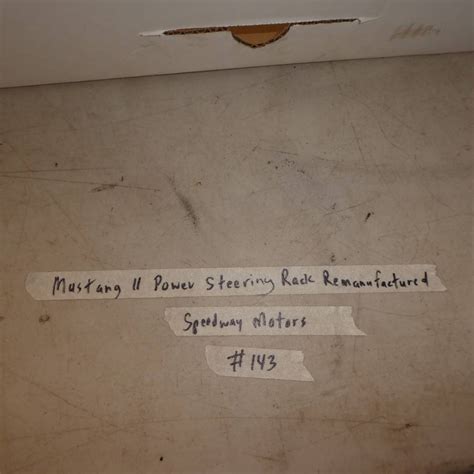 Mustang II Power Steering Rack Remanufactured
Speedway Motors
#143